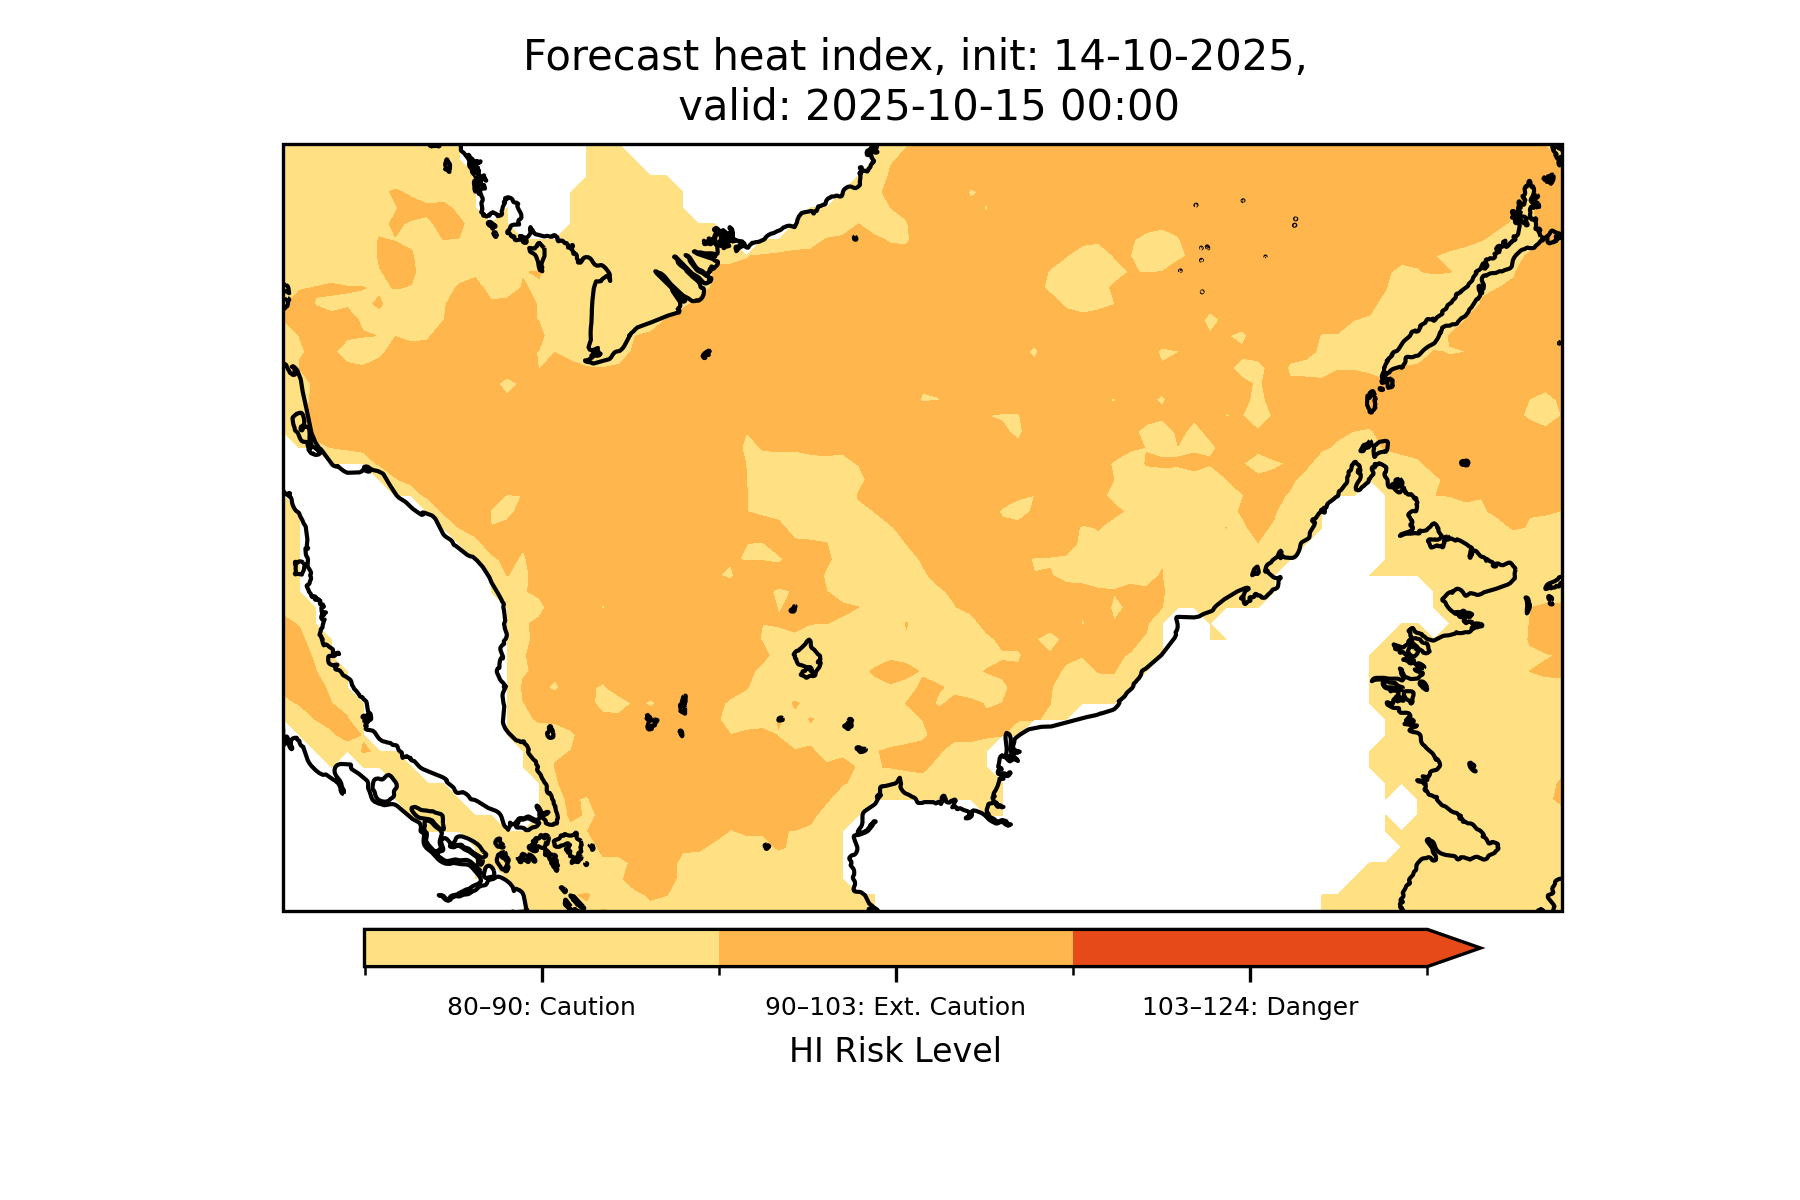 Forecast heat index, init: 14-10-2025,
valid: 2025-10-15 00:00
80–90: Caution
90–103: Ext. Caution
103–124: Danger
HI Risk Level